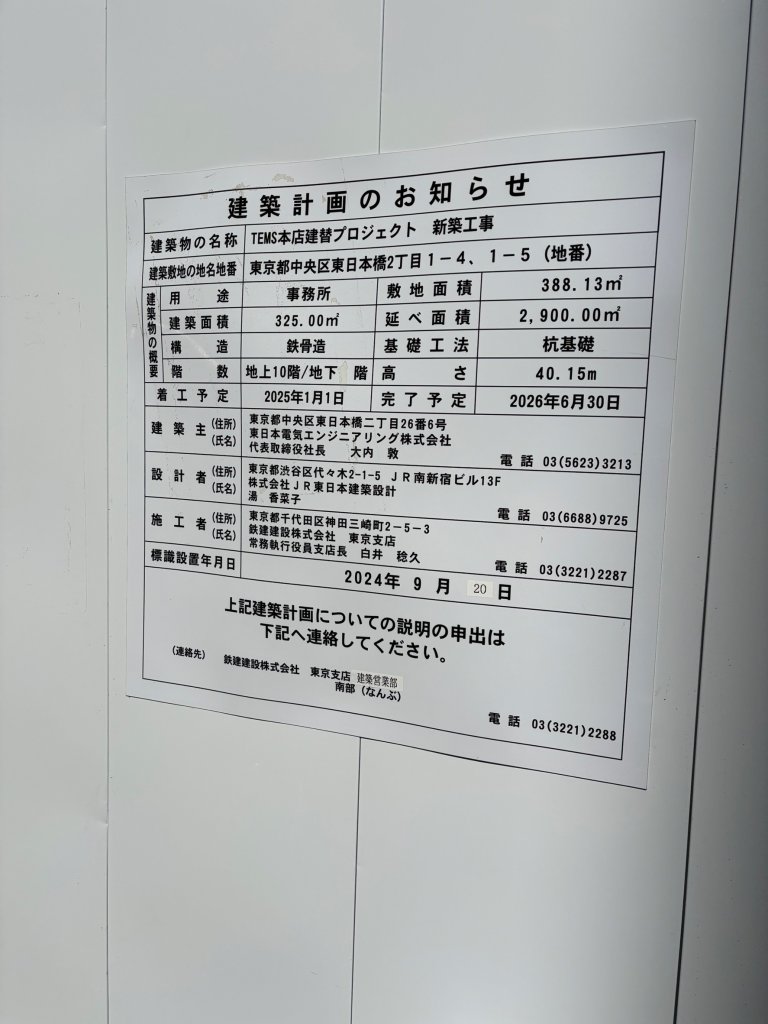 建築計画のお知らせ
建築物の名称 TEMS本店建替プロジェクト 新築工事
建築敷地の地名地番 東京都中央区東日本橋2丁目1-4、1-5（地番）
建築物の概要
用途 事務所 敷地面積 388.13㎡
建築面積 325.00㎡ 延べ面積 2,900.00㎡
構造 鉄骨造 基礎工法 杭基礎
階数 地上10階/地下 階 高さ 40.15m
着工予定 2025年1月1日 完了予定 2026年6月30日
建築主 (住所) 東京都中央区東日本橋二丁目26番6号
(氏名) 東日本電気エンジニアリング株式会社
代表取締役社長 大内 敦 電話 03(5623)3213
設計者 (住所) 東京都渋谷区代々木2-1-5 JR南新宿ビル13F
(氏名) 株式会社JR東日本建築設計
湯 香菜子 電話 03(6688)9725
施工者 (住所) 東京都千代田区神田三崎町2-5-3
(氏名) 鉄建建設株式会社 東京支店
常務執行役員支店長 白井 稔久 電話 03(3221)2287
標識設置年月日 2024年 9月 20日
上記建築計画についての説明の申出は
下記へ連絡してください。
(連絡先) 鉄建建設株式会社 東京支店 建築営業部
南部（なんぶ）
電話 03(3221)2288